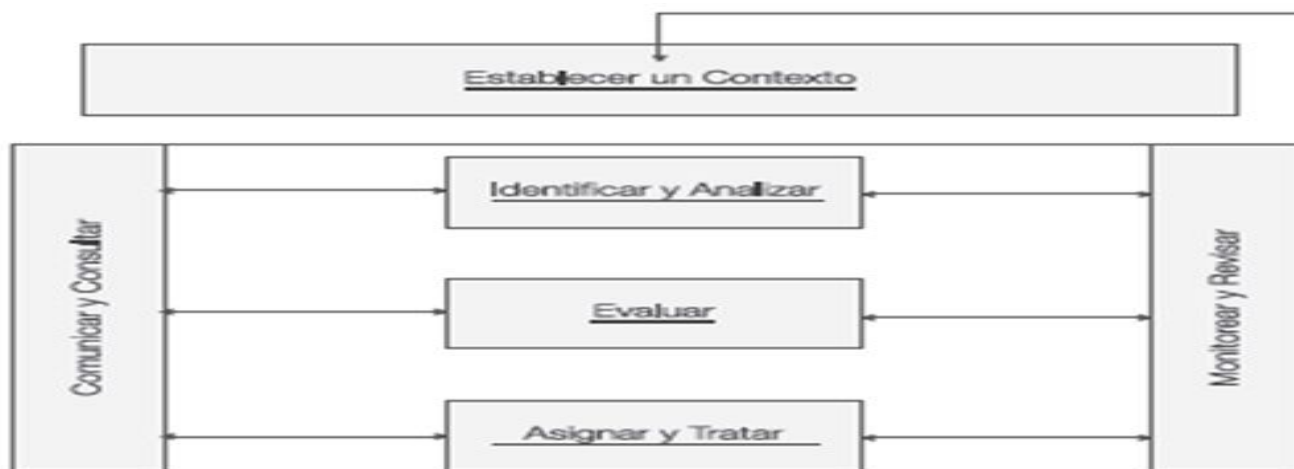 Establecer un Contexto
Identificar y Analizar
Comunicar y Consultar
Evaluar
Monitorear y Revisar
Asignar y Tratar